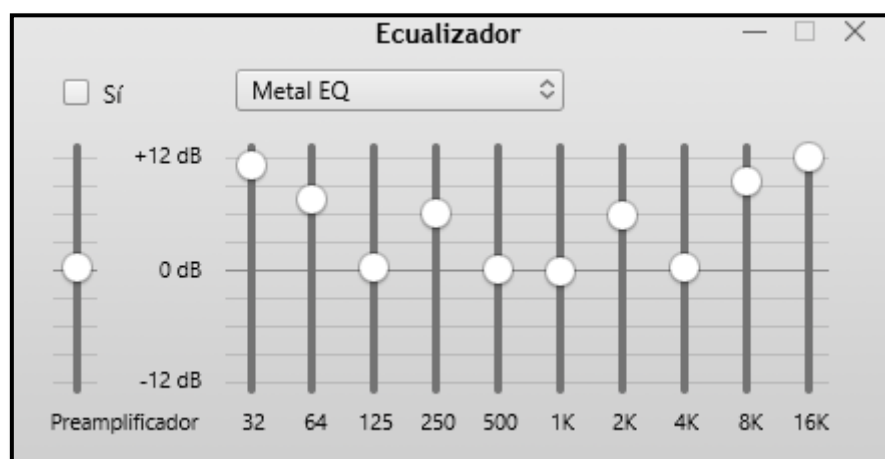 Ecualizador
Sí
Metal EQ
+12 dB
0 dB
-12 dB
Preamplificador 32 64 125 250 500 1K 2K 4K 8K 16K